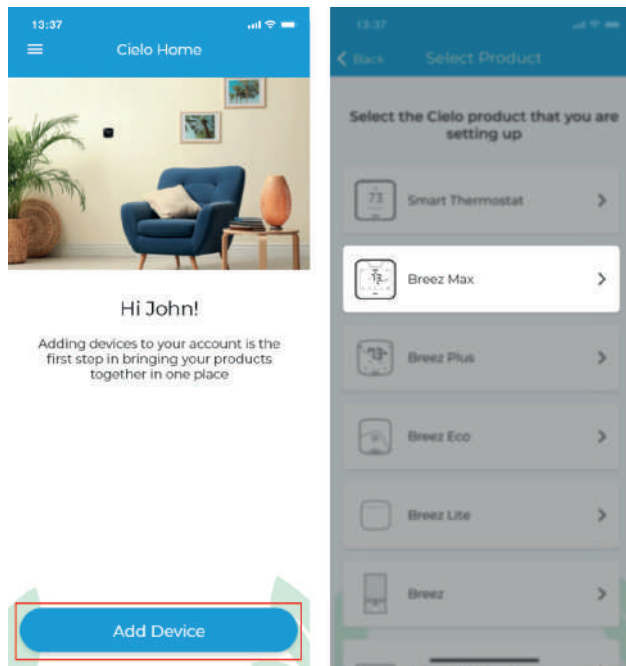 13:37
Cielo Home
Hi John!
Adding devices to your account is the
first step in bringing your products
together in one place
Add Device
13:37
Back
Select Product
Select the Cielo product that you are
setting up
73
Smart Thermostat
Breez Max
Breez Plus
Breez Eco
Breez Lite
Breez